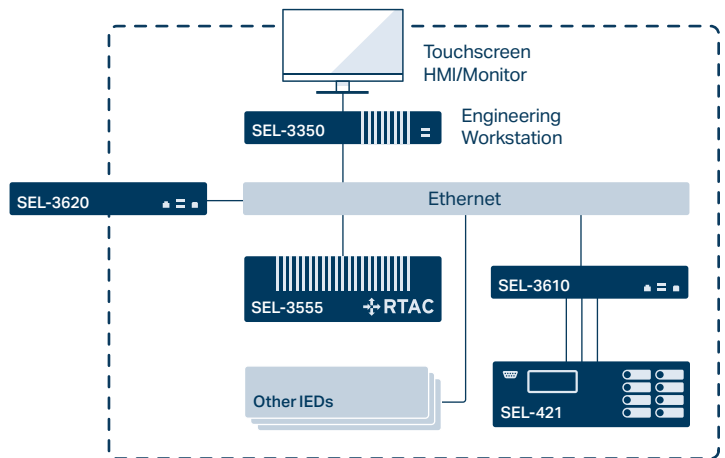 Touchscreen
HMI/Monitor
SEL-3350
Engineering
Workstation
SEL-3620
Ethernet
SEL-3555
RTAC
SEL-3610
Other IEDs
SEL-421